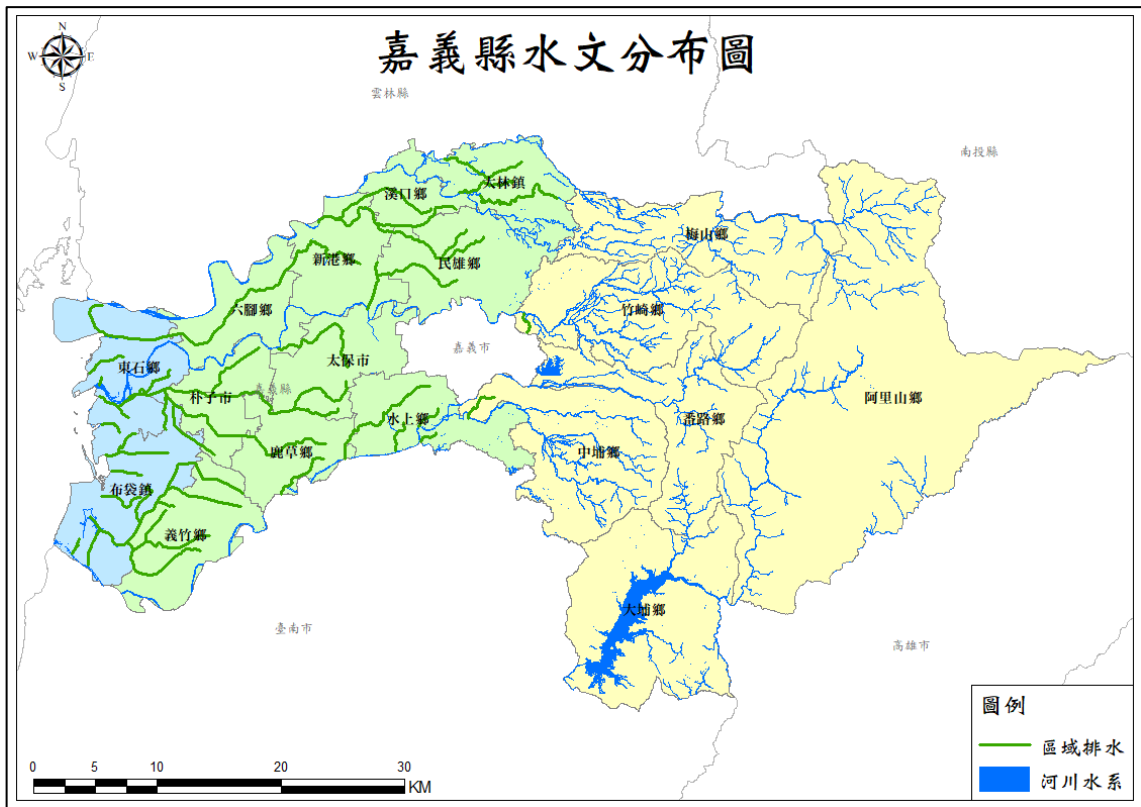 嘉義縣水文分布圖
N
W E
S
雲林縣
南投縣
大林鎮
溪口鄉
梅山鄉
新港鄉
民雄鄉
六腳鄉
竹崎鄉
嘉義市
太保市
東石鄉
朴子市
嘉義縣
阿里山鄉
水上鄉
番路鄉
鹿草鄉
中埔鄉
布袋鎮
義竹鄉
大埔鄉
臺南市
高雄市
圖例
區域排水
河川水系
0 5 10 20 30
KM